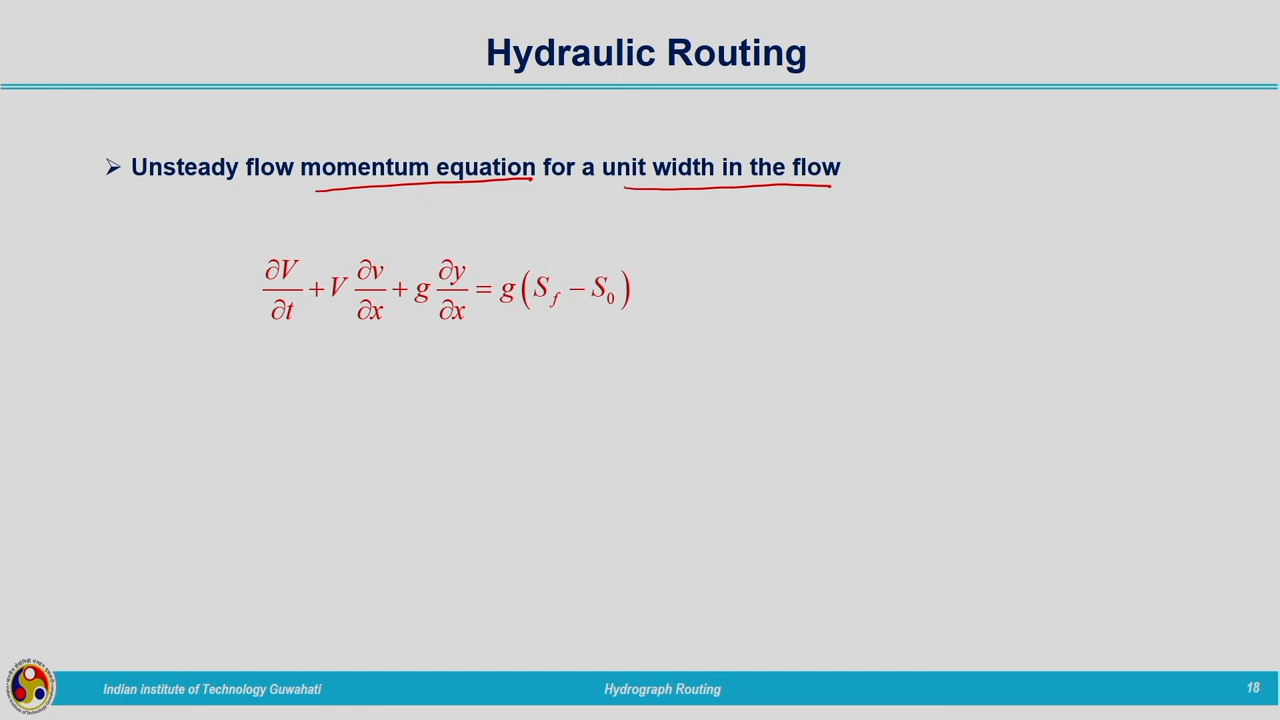 Hydraulic Routing
➢ Unsteady flow momentum equation for a unit width in the flow
∂V/∂t + V ∂v/∂x + g ∂y/∂x = g(S_f − S_0)
Indian institute of Technology Guwahati
Hydrograph Routing
18